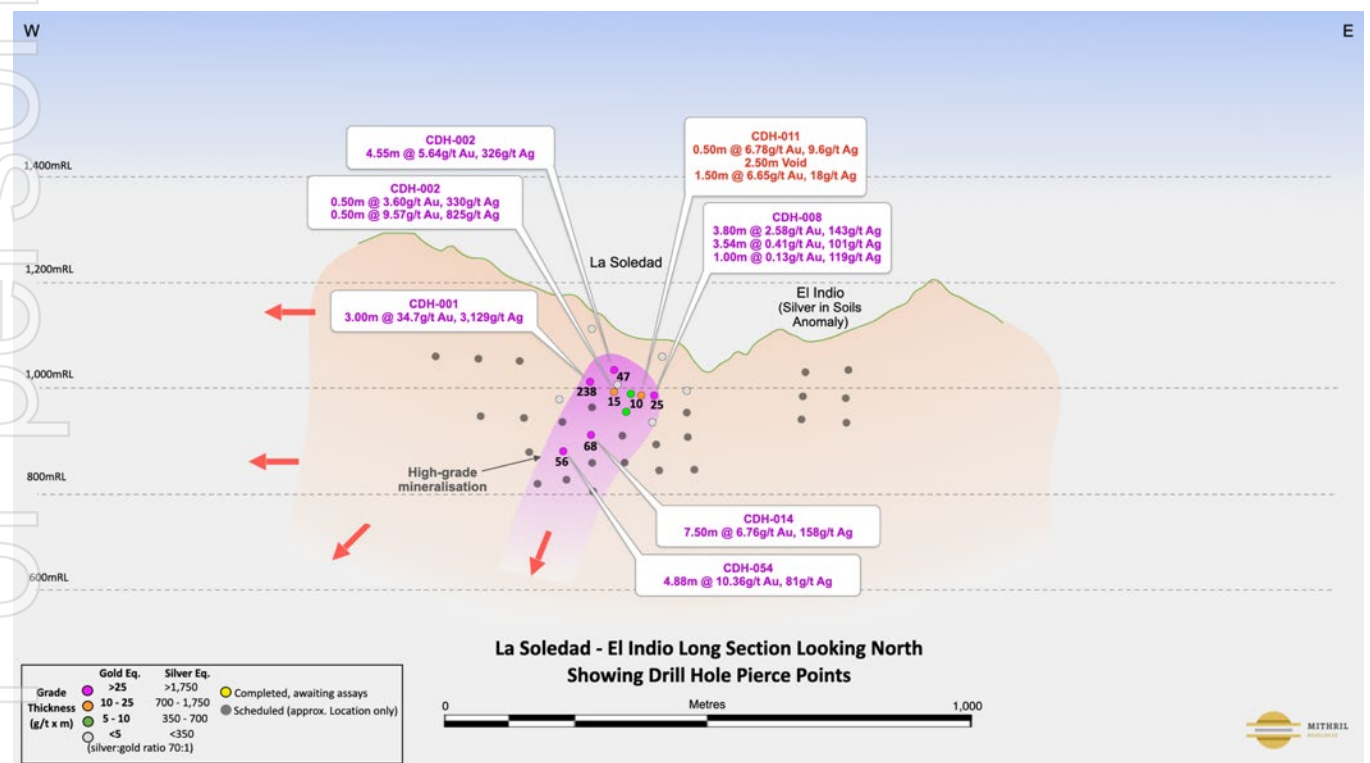 W
E
CDH-002
4.55m @ 5.64g/t Au, 326g/t Ag
CDH-011
0.50m @ 6.78g/t Au, 9.6g/t Ag
2.50m Void
1.50m @ 6.65g/t Au, 18g/t Ag
1,400mRL
CDH-002
0.50m @ 3.60g/t Au, 330g/t Ag
0.50m @ 9.57g/t Au, 825g/t Ag
CDH-008
3.80m @ 2.58g/t Au, 143g/t Ag
3.54m @ 0.41g/t Au, 101g/t Ag
1.00m @ 0.13g/t Au, 119g/t Ag
1,200mRL
La Soledad
El Indio
(Silver in Soils
Anomaly)
CDH-001
3.00m @ 34.7g/t Au, 3,129g/t Ag
1,000mRL
47
238
15
10
25
68
56
High-grade
mineralisation
800mRL
CDH-014
7.50m @ 6.76g/t Au, 158g/t Ag
CDH-054
4.88m @ 10.36g/t Au, 81g/t Ag
600mRL
La Soledad - El Indio Long Section Looking North
Showing Drill Hole Pierce Points
Gold Eq. Silver Eq.
Grade
Thickness
(g/t x m)
>25 >1,750
10 - 25 700 - 1,750
5 - 10 350 - 700
<5 <350
(silver:gold ratio 70:1)
Completed, awaiting assays
Scheduled (approx. Location only)
0 Metres 1,000
MITHRIL
RESOURCES